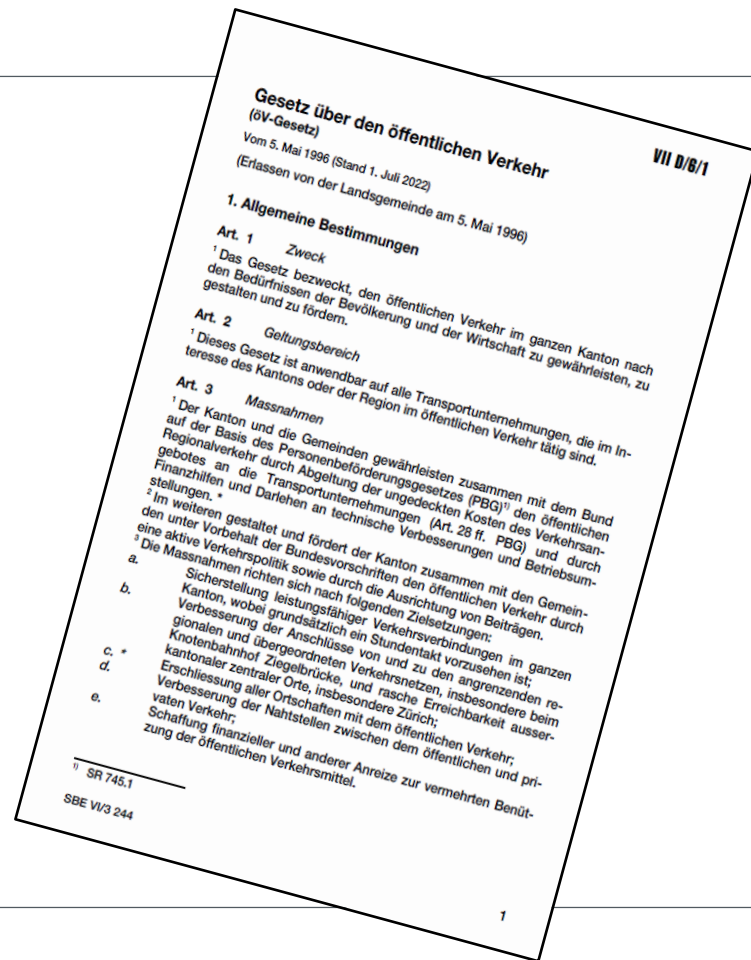 Gesetz über den öffentlichen Verkehr
(öV-Gesetz)
VII D/6/1
Vom 5. Mai 1996 (Stand 1. Juli 2022)
(Erlassen von der Landsgemeinde am 5. Mai 1996)
1. Allgemeine Bestimmungen
Art. 1 Zweck
1 Das Gesetz bezweckt, den öffentlichen Verkehr im ganzen Kanton nach
den Bedürfnissen der Bevölkerung und der Wirtschaft zu gewährleisten, zu
gestalten und zu fördern.
Art. 2 Geltungsbereich
1 Dieses Gesetz ist anwendbar auf alle Transportunternehmungen, die im In-
teresse des Kantons oder der Region im öffentlichen Verkehr tätig sind.
Art. 3 Massnahmen
1 Der Kanton und die Gemeinden gewährleisten zusammen mit dem Bund
auf der Basis des Personenbeförderungsgesetzes (PBG)1) den öffentlichen
Regionalverkehr durch Abgeltung der ungedeckten Kosten des Verkehrsan-
gebotes an die Transportunternehmungen (Art. 28 ff. PBG) und durch
Finanzhilfen und Darlehen an technische Verbesserungen und Betriebsum-
stellungen. *
2 Im weiteren gestaltet und fördert der Kanton zusammen mit den Gemein-
den unter Vorbehalt der Bundesvorschriften den öffentlichen Verkehr durch
eine aktive Verkehrspolitik sowie durch die Ausrichtung von Beiträgen.
3 Die Massnahmen richten sich nach folgenden Zielsetzungen:
a. Sicherstellung leistungsfähiger Verkehrsverbindungen im ganzen
Kanton, wobei grundsätzlich ein Stundentakt vorzusehen ist;
b. Verbesserung der Anschlüsse von und zu den angrenzenden re-
gionalen und übergeordneten Verkehrsnetzen, insbesondere beim
Knotenbahnhof Ziegelbrücke, und rasche Erreichbarkeit ausser-
kantonaler zentraler Orte, insbesondere Zürich;
c. * Erschliessung aller Ortschaften mit dem öffentlichen Verkehr;
d. Verbesserung der Nahtstellen zwischen dem öffentlichen und pri-
vaten Verkehr;
e. Schaffung finanzieller und anderer Anreize zur vermehrten Benüt-
zung der öffentlichen Verkehrsmittel.
1) SR 745.1
SBE VI/3 244
1